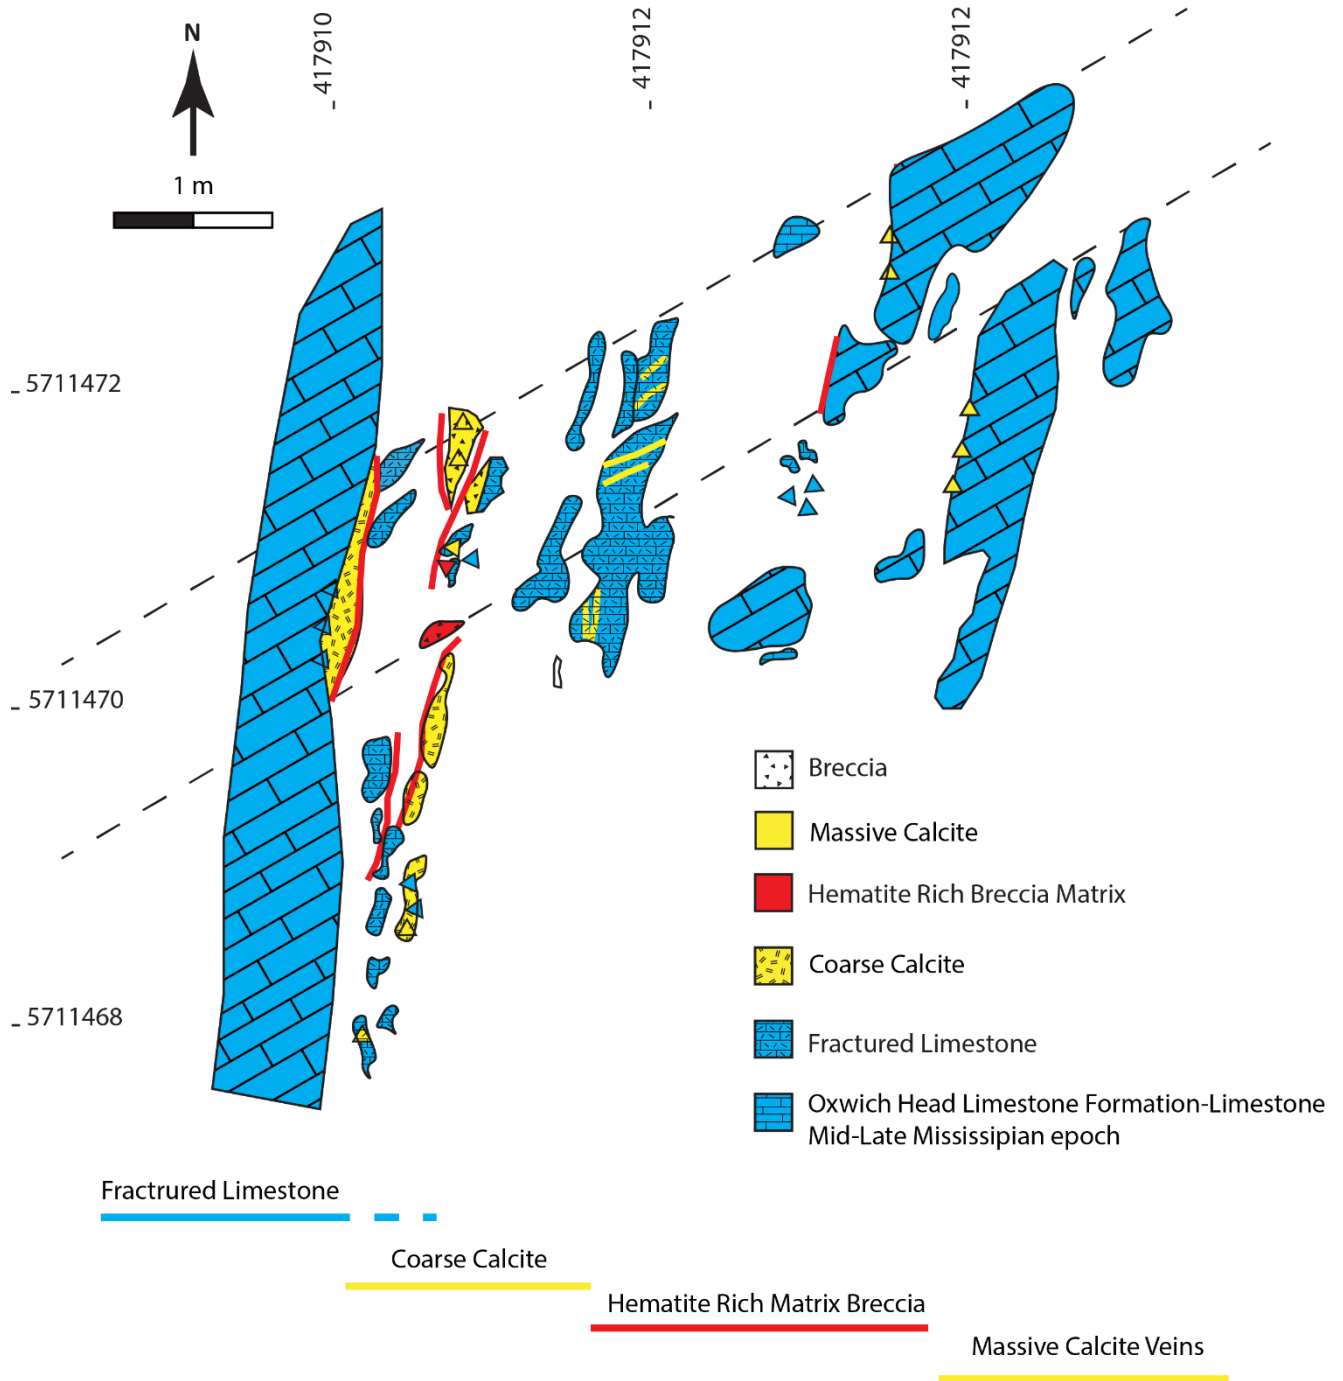 N
417910
417912
417912
1 m
5711472
5711470
5711468
Breccia
Massive Calcite
Hematite Rich Breccia Matrix
Coarse Calcite
Fractured Limestone
Oxwich Head Limestone Formation-Limestone
Mid-Late Mississipian epoch
Fractrured Limestone
Coarse Calcite
Hematite Rich Matrix Breccia
Massive Calcite Veins